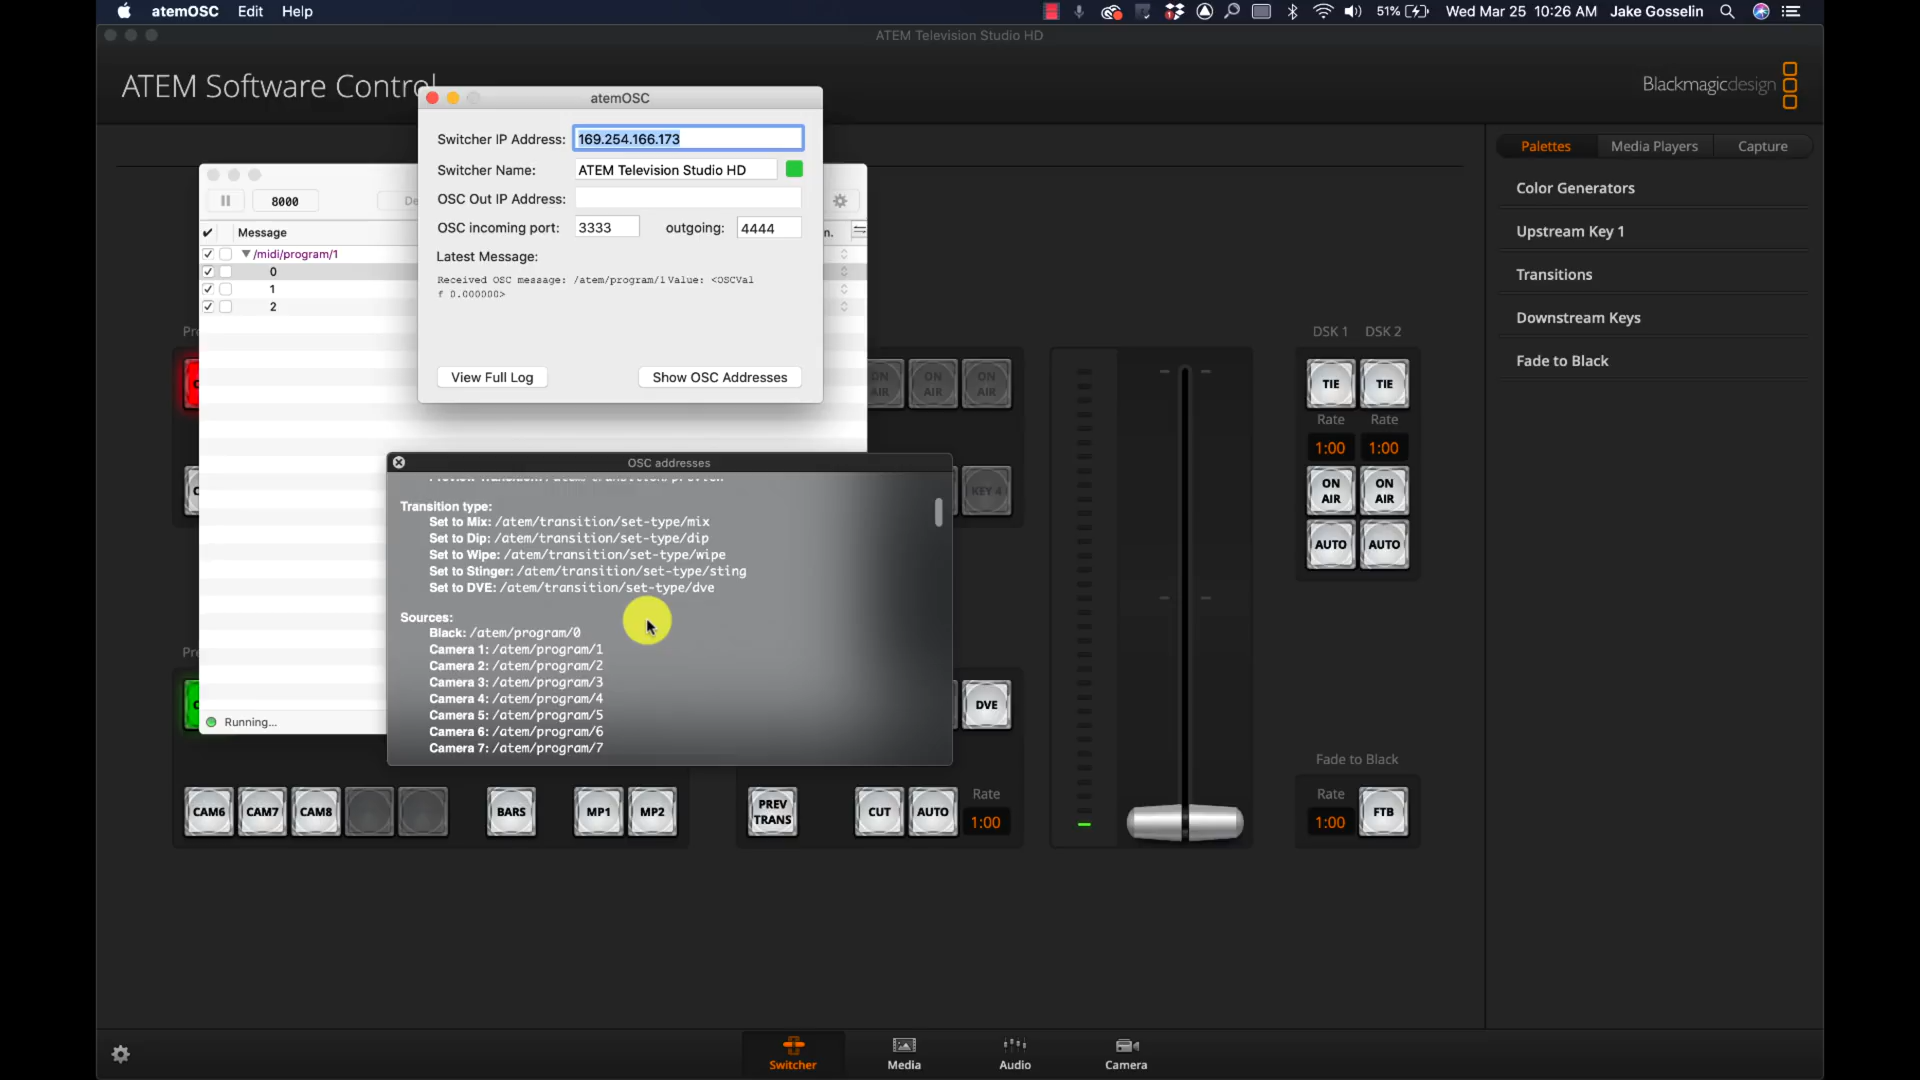 atemOSC Edit Help
51% Wed Mar 25 10:26 AM Jake Gosselin
ATEM Television Studio HD
ATEM Software Control
Blackmagicdesign
atemOSC
Switcher IP Address: 169.254.166.173
Switcher Name: ATEM Television Studio HD
OSC Out IP Address:
OSC incoming port: 3333 outgoing: 4444
Latest Message:
Received OSC message: /atem/program/1 Value: <OSCVal
f 0.000000>
View Full Log Show OSC Addresses
8000 De
Message n.
/midi/program/1
0
1
2
Running...
OSC addresses
Preview Transition: /atem/transition/preview
Transition type:
Set to Mix: /atem/transition/set-type/mix
Set to Dip: /atem/transition/set-type/dip
Set to Wipe: /atem/transition/set-type/wipe
Set to Stinger: /atem/transition/set-type/sting
Set to DVE: /atem/transition/set-type/dve
Sources:
Black: /atem/program/0
Camera 1: /atem/program/1
Camera 2: /atem/program/2
Camera 3: /atem/program/3
Camera 4: /atem/program/4
Camera 5: /atem/program/5
Camera 6: /atem/program/6
Camera 7: /atem/program/7
Palettes Media Players Capture
Color Generators
Upstream Key 1
Transitions
Downstream Keys
Fade to Black
Pr
ON AIR ON AIR ON AIR
KEY 4
DVE
DSK 1 DSK 2
TIE TIE
Rate Rate
1:00 1:00
ON AIR ON AIR
AUTO AUTO
Pre
CAM6 CAM7 CAM8 BARS MP1 MP2
PREV TRANS CUT AUTO
Rate
1:00
Fade to Black
Rate
1:00 FTB
Switcher Media Audio Camera